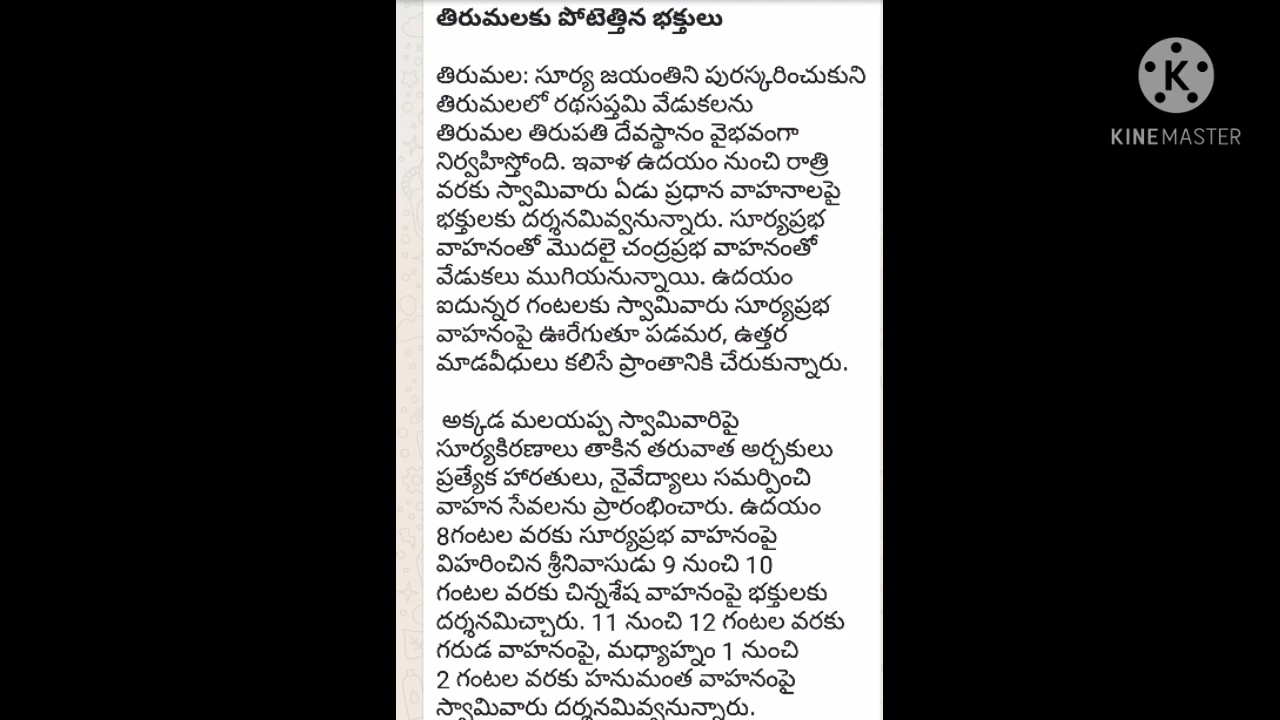 తిరుమలకు పోటెత్తిన భక్తులు
తిరుమల: సూర్య జయంతిని పురస్కరించుకుని
తిరుమలలో రథసప్తమి వేడుకలను
తిరుమల తిరుపతి దేవస్థానం వైభవంగా
నిర్వహిస్తోంది. ఇవాళ ఉదయం నుంచి రాత్రి
వరకు స్వామివారు ఏడు ప్రధాన వాహనాలపై
భక్తులకు దర్శనమివ్వనున్నారు. సూర్యప్రభ
వాహనంతో మొదలై చంద్రప్రభ వాహనంతో
వేడుకలు ముగియనున్నాయి. ఉదయం
ఐదున్నర గంటలకు స్వామివారు సూర్యప్రభ
వాహనంపై ఊరేగుతూ పడమర, ఉత్తర
మాడవీధులు కలిసే ప్రాంతానికి చేరుకున్నారు.
అక్కడ మలయప్ప స్వామివారిపై
సూర్యకిరణాలు తాకిన తరువాత అర్చకులు
ప్రత్యేక హారతులు, నైవేద్యాలు సమర్పించి
వాహన సేవలను ప్రారంభించారు. ఉదయం
8గంటల వరకు సూర్యప్రభ వాహనంపై
విహరించిన శ్రీనివాసుడు 9 నుంచి 10
గంటల వరకు చిన్నశేష వాహనంపై భక్తులకు
దర్శనమిచ్చారు. 11 నుంచి 12 గంటల వరకు
గరుడ వాహనంపై, మధ్యాహ్నం 1 నుంచి
2 గంటల వరకు హనుమంత వాహనంపై
స్వామివారు దర్శనమివ్వనున్నారు.
K
KINEMASTER